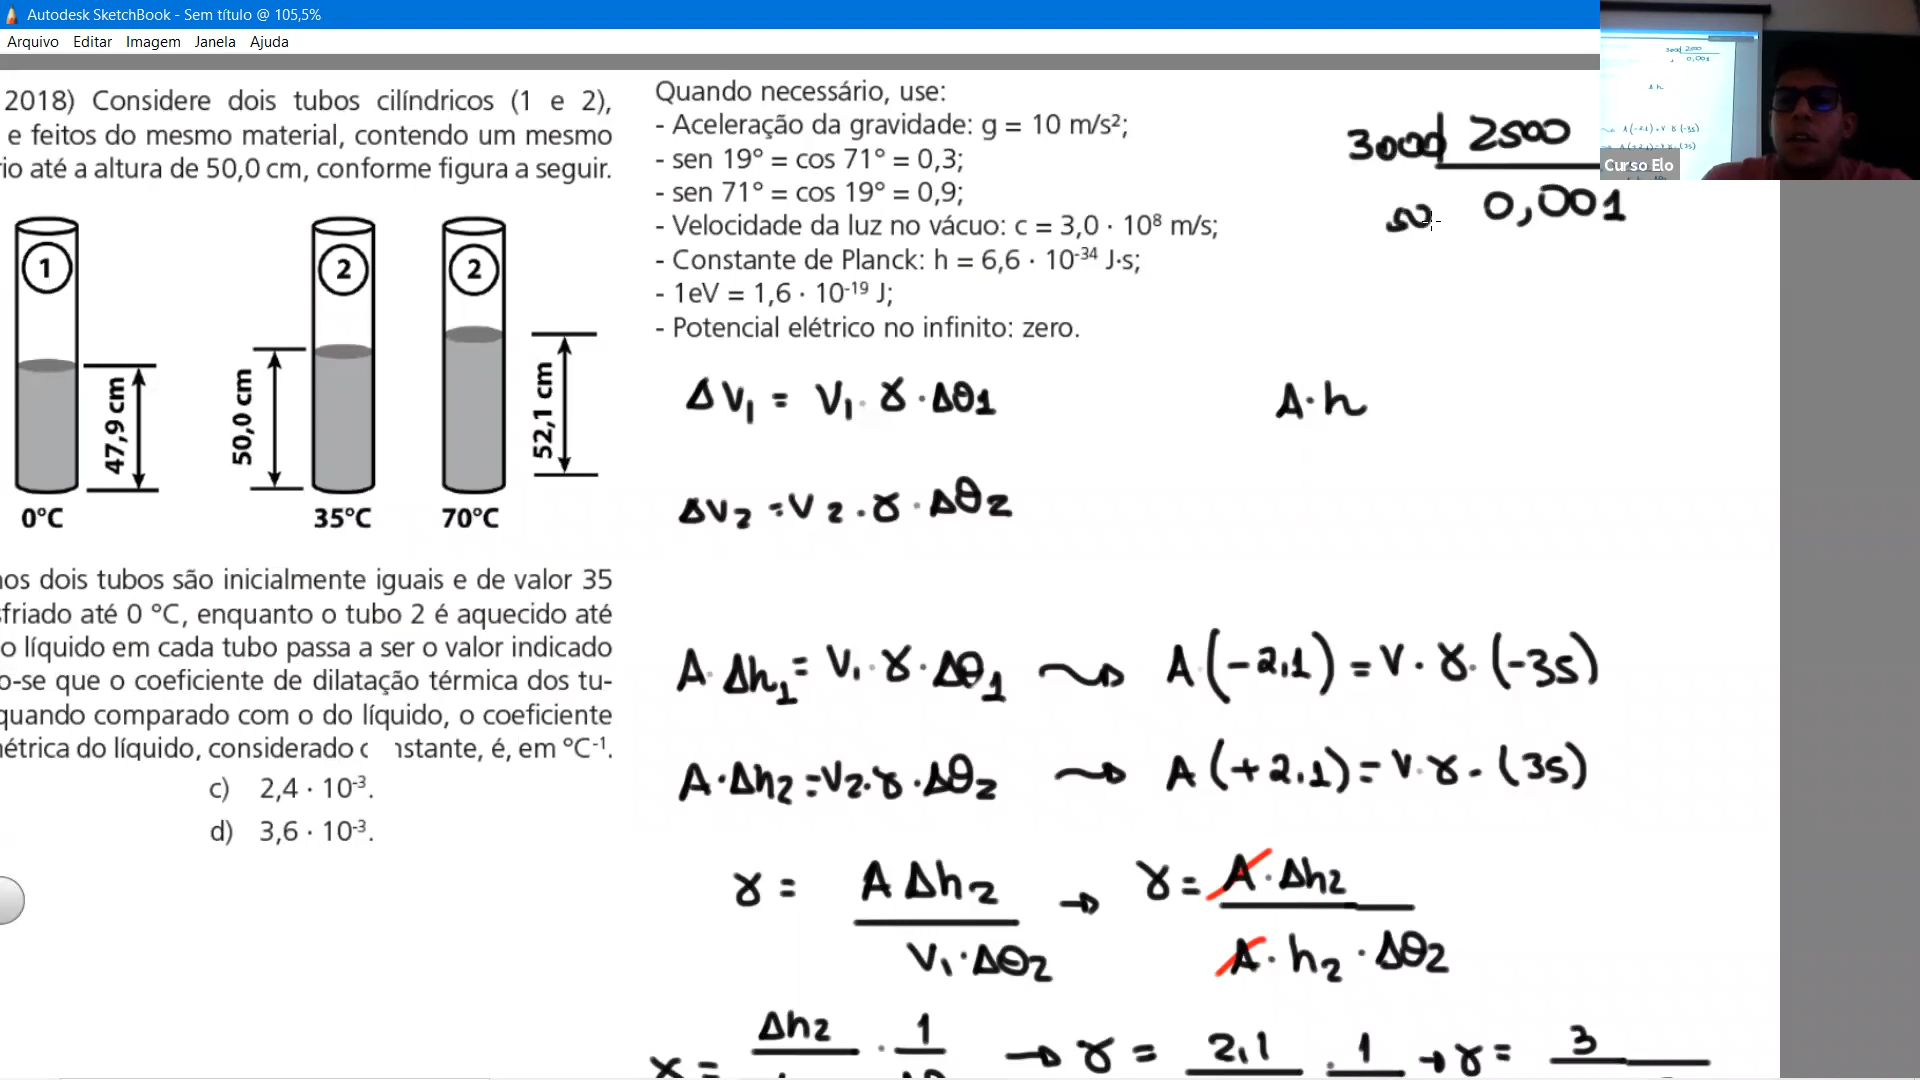 Autodesk SketchBook - Sem título @ 105,5%
Arquivo Editar Imagem Janela Ajuda
2018) Considere dois tubos cilíndricos (1 e 2),
e feitos do mesmo material, contendo um mesmo
io até a altura de 50,0 cm, conforme figura a seguir.
1
2
2
47,9 cm
50,0 cm
52,1 cm
0°C
35°C
70°C
nos dois tubos são inicialmente iguais e de valor 35
sfriado até 0 °C, enquanto o tubo 2 é aquecido até
o líquido em cada tubo passa a ser o valor indicado
o-se que o coeficiente de dilatação térmica dos tu-
quando comparado com o do líquido, o coeficiente
nétrica do líquido, considerado c nstante, é, em °C⁻¹.
c) 2,4 · 10⁻³.
d) 3,6 · 10⁻³.
Quando necessário, use:
- Aceleração da gravidade: g = 10 m/s²;
- sen 19° = cos 71° = 0,3;
- sen 71° = cos 19° = 0,9;
- Velocidade da luz no vácuo: c = 3,0 · 10⁸ m/s;
- Constante de Planck: h = 6,6 · 10⁻³⁴ J·s;
- 1eV = 1,6 · 10⁻¹⁹ J;
- Potencial elétrico no infinito: zero.
3000 2500
50 0,001
ΔV₁ = V₁ · γ · Δθ1
A·h
ΔV₂ = V₂ · γ · Δθ₂
A·Δh₁ = V₁ · γ · Δθ₁ A(-2,1) = V · γ · (-35)
A·Δh₂ = V₂·γ·Δθ₂ A(+2,1) = V·γ·(35)
γ = A Δh₂ → γ = A·Δh₂
V₁·Δθ₂ A·h₂·Δθ₂
γ = Δh₂ · 1 → γ = 2,1 · 1 → γ = 3
Curso Elo